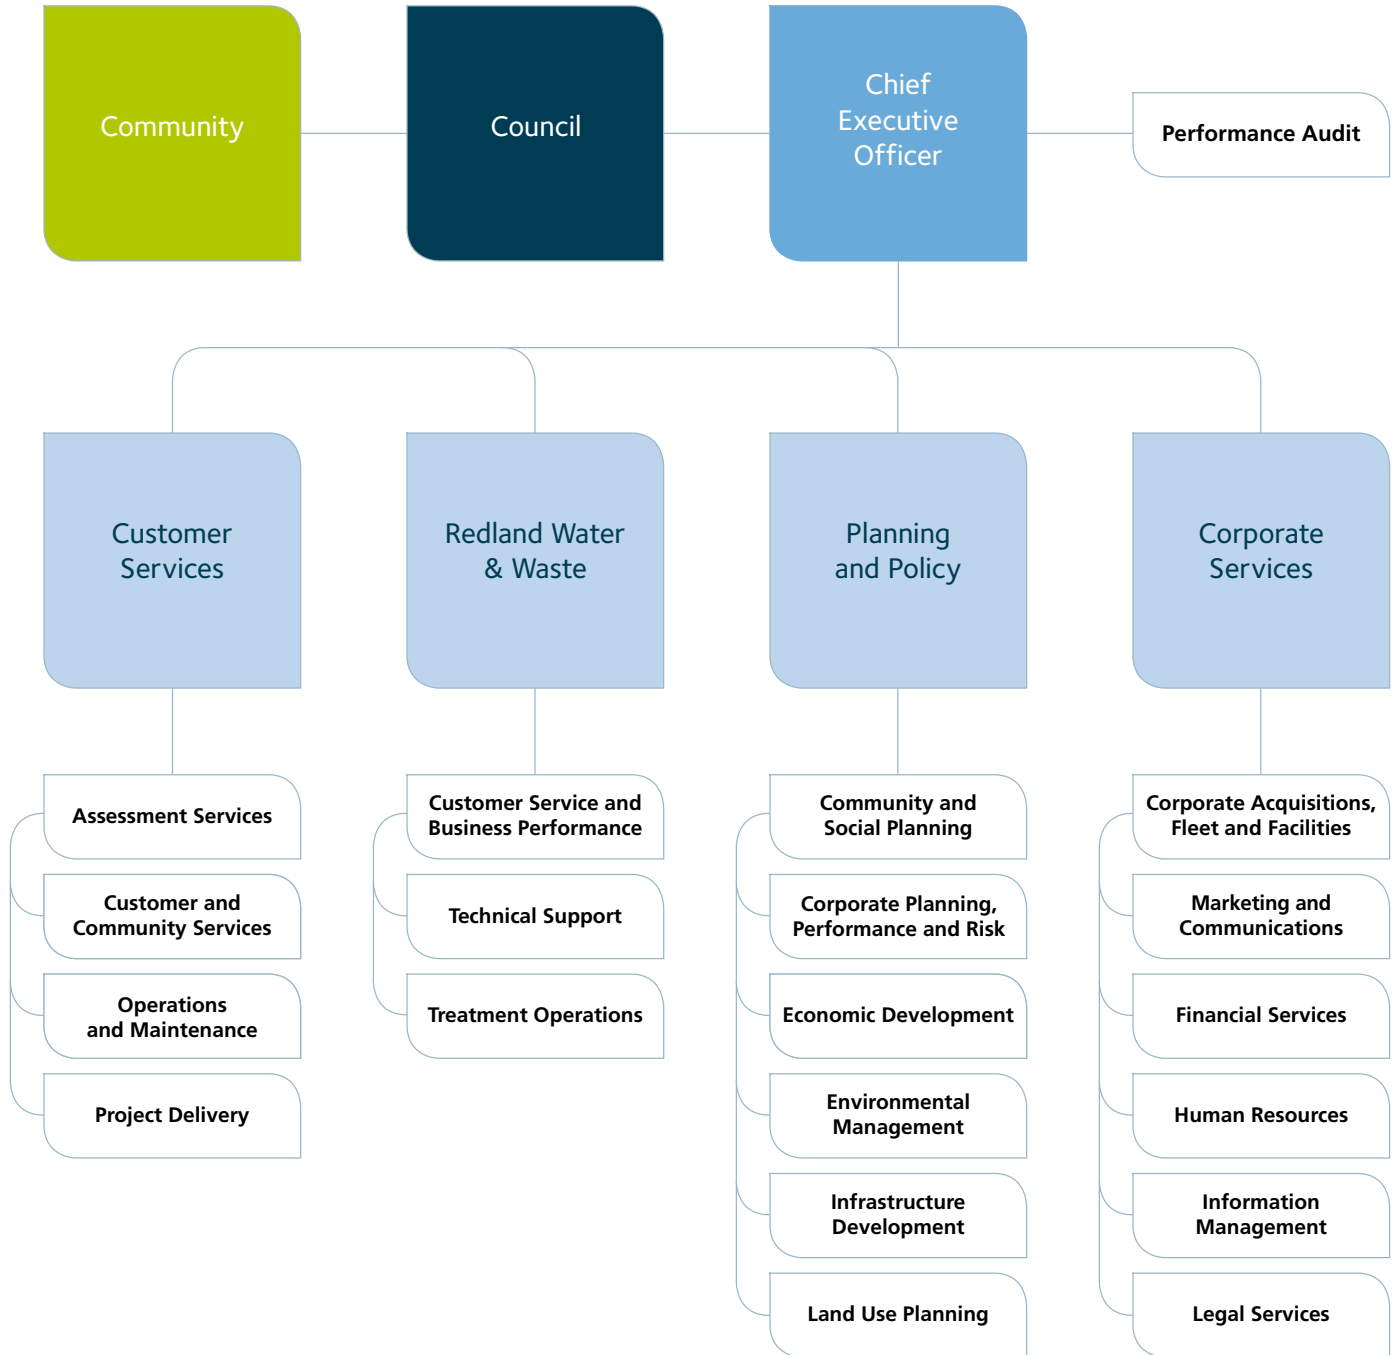 Community
Council
Chief
Executive
Officer
Performance Audit
Customer
Services
Redland Water
& Waste
Planning
and Policy
Corporate
Services
Assessment Services
Customer and
Community Services
Operations
and Maintenance
Project Delivery
Customer Service and
Business Performance
Technical Support
Treatment Operations
Community and
Social Planning
Corporate Planning,
Performance and Risk
Economic Development
Environmental
Management
Infrastructure
Development
Land Use Planning
Corporate Acquisitions,
Fleet and Facilities
Marketing and
Communications
Financial Services
Human Resources
Information
Management
Legal Services